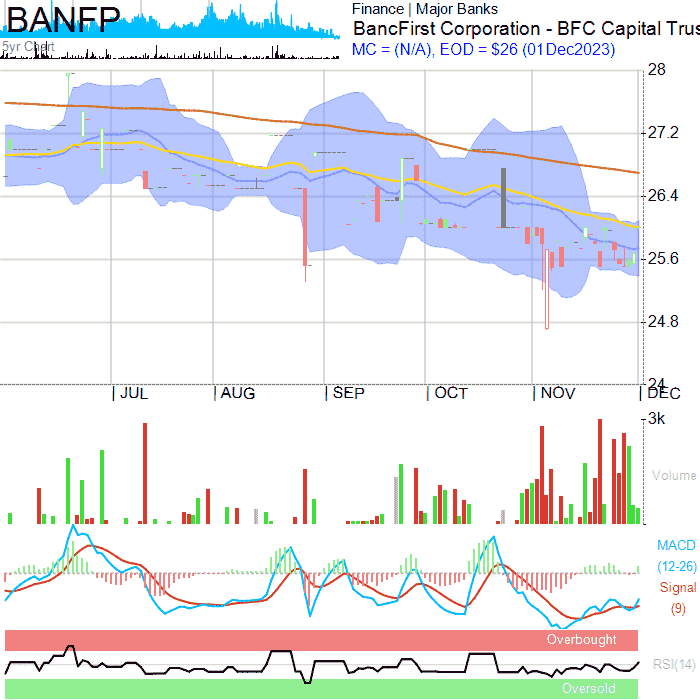 BANFP
5yr Chart
Finance | Major Banks
BancFirst Corporation - BFC Capital Trus
MC = (N/A), EOD = $26 (01Dec2023)
28
27.2
26.4
25.6
24.8
24
JUL
AUG
SEP
OCT
NOV
DEC
3k
Volume
MACD
(12-26)
Signal
(9)
Overbought
RSI(14)
Oversold